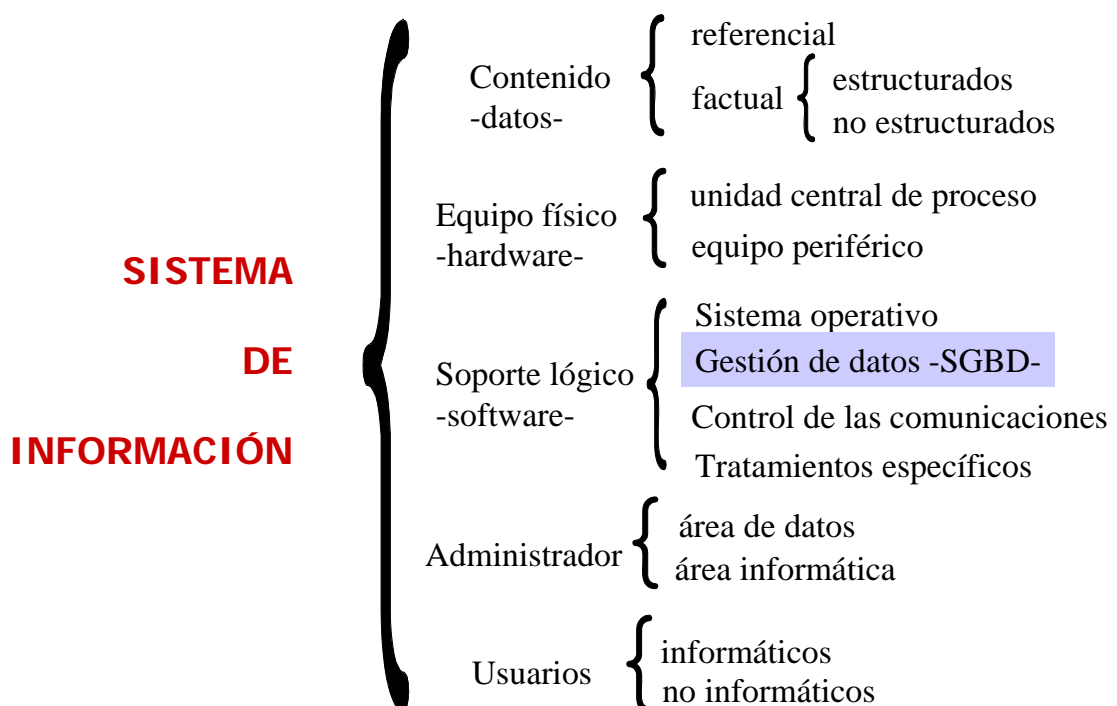 SISTEMA
DE
INFORMACIÓN
Contenido
-datos-
referencial
factual
estructurados
no estructurados
Equipo físico
-hardware-
unidad central de proceso
equipo periférico
Soporte lógico
-software-
Sistema operativo
Gestión de datos -SGBD-
Control de las comunicaciones
Tratamientos específicos
Administrador
área de datos
área informática
Usuarios
informáticos
no informáticos